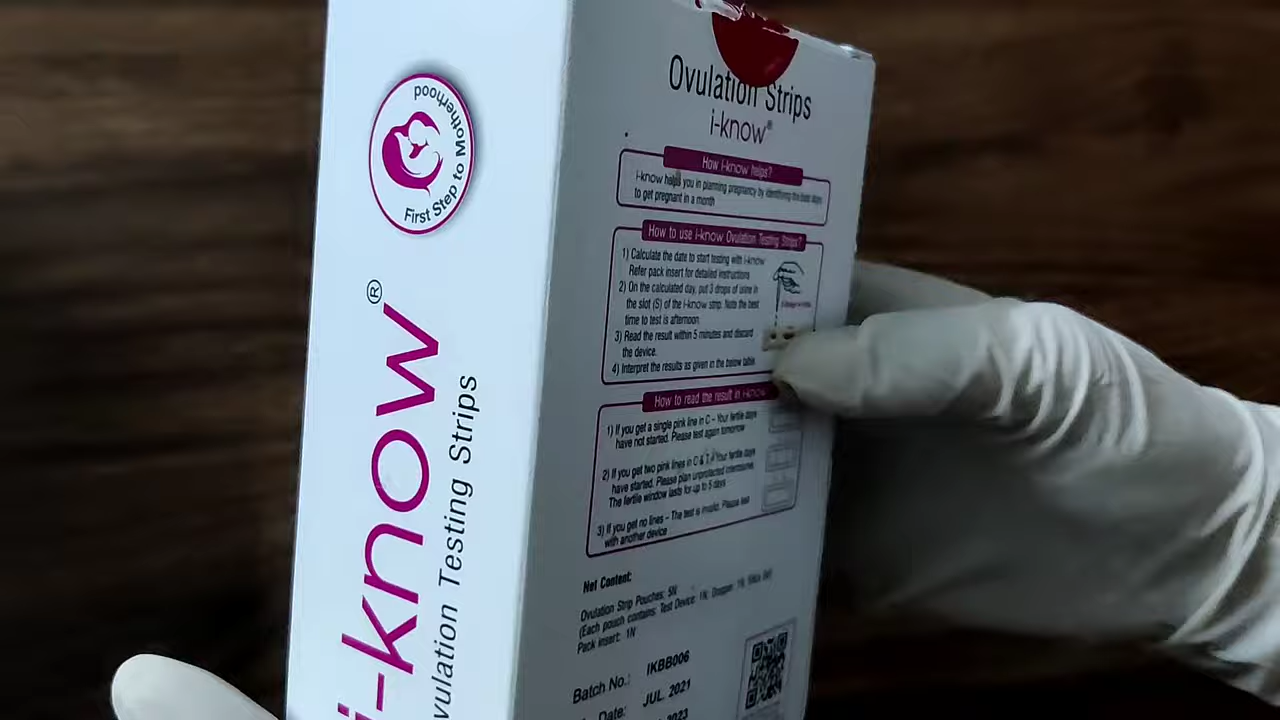 First Step to Motherhood
i-know®
vulation Testing Strips
Ovulation Strips
i-know®
How i-know helps?
i-know helps you in planning pregnancy by identifying the best days
to get pregnant in a month
How to use i-know Ovulation Testing Strips?
1) Calculate the date to start testing with i-know
Refer pack insert for detailed instructions
2) On the calculated day, put 3 drops of urine in
the slot (S) of the i-know strip. Note the best
time to test is afternoon.
3) Read the result within 5 minutes and discard
the device.
4) Interpret the results as given in the below table
How to read the result in i-know
1) If you get a single pink line in C – Your fertile days
have not started. Please test again tomorrow
2) If you get two pink lines in C & T – Your fertile days
have started. Please plan unprotected intercourse.
The fertile window lasts for up to 5 days
3) If you get no lines – The test is invalid. Please test
with another device
Net Content:
Ovulation Strip Pouches: 5N
(Each pouch contains: Test Device: 1N, Dropper: 1N, Silica Gel)
Pack insert: 1N
Batch No.: IKBB006
Date: JUL. 2021
2023